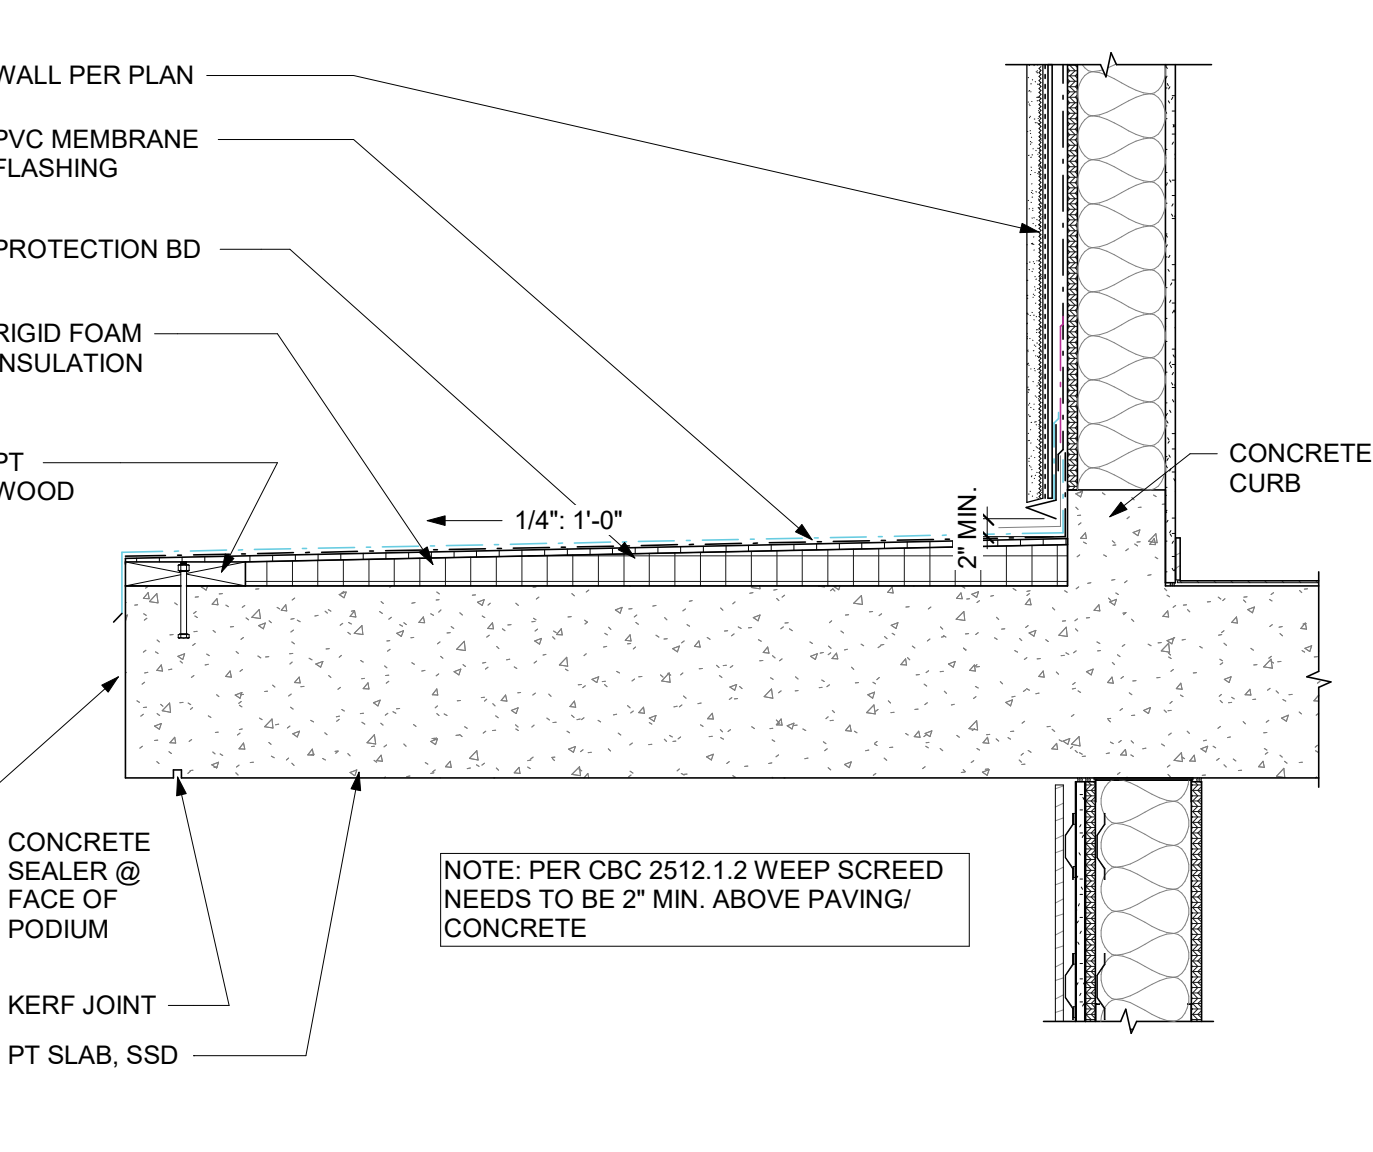 WALL PER PLAN
PVC MEMBRANE
FLASHING
PROTECTION BD
RIGID FOAM
INSULATION
PT
WOOD
1/4": 1'-0"
2" MIN.
CONCRETE
CURB
CONCRETE
SEALER @
FACE OF
PODIUM
KERF JOINT
PT SLAB, SSD
NOTE: PER CBC 2512.1.2 WEEP SCREED
NEEDS TO BE 2" MIN. ABOVE PAVING/
CONCRETE